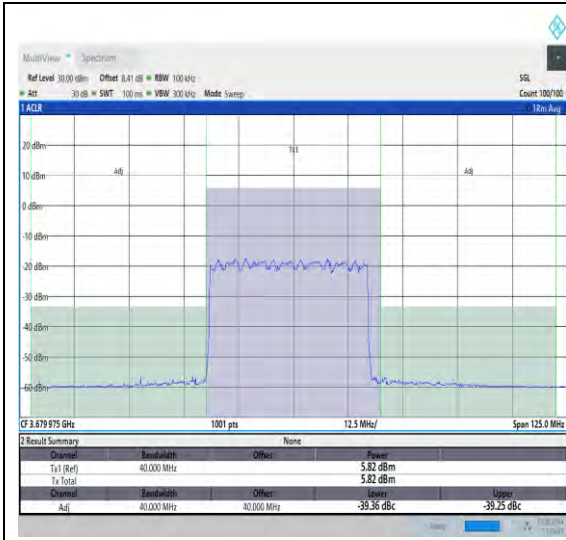 MultiView Spectrum
Ref Level 30.00 dBm Offset 8.41 dB RBW 100 kHz SGL
Att 30 dB SWT 100 ms VBW 300 kHz Mode Sweep Count 100/100
1 ACLR 1Rm Avg
20 dBm
Tx1
10 dBm Adj Adj
0 dBm
-10 dBm
-20 dBm
-30 dBm
-40 dBm
-50 dBm
-60 dBm
CF 3.679 975 GHz 1001 pts 12.5 MHz/ Span 125.0 MHz
2 Result Summary None
Channel Bandwidth Offset Power
Tx1 (Ref) 40.000 MHz 5.82 dBm
Tx Total 5.82 dBm
Channel Bandwidth Offset Lower Upper
Adj 40.000 MHz 40.000 MHz -39.36 dBc -39.25 dBc